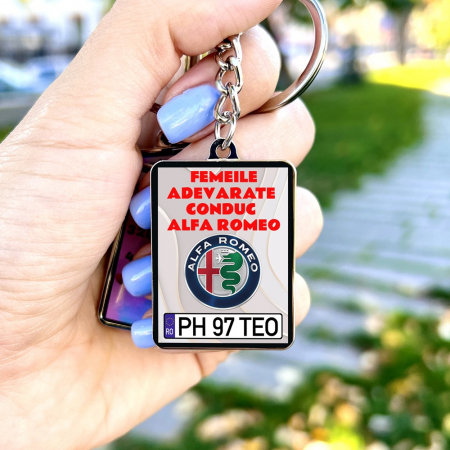 FEMEILE
ADEVARATE
CONDUC
ALFA ROMEO
ALFA ROMEO
RO PH 97 TEO